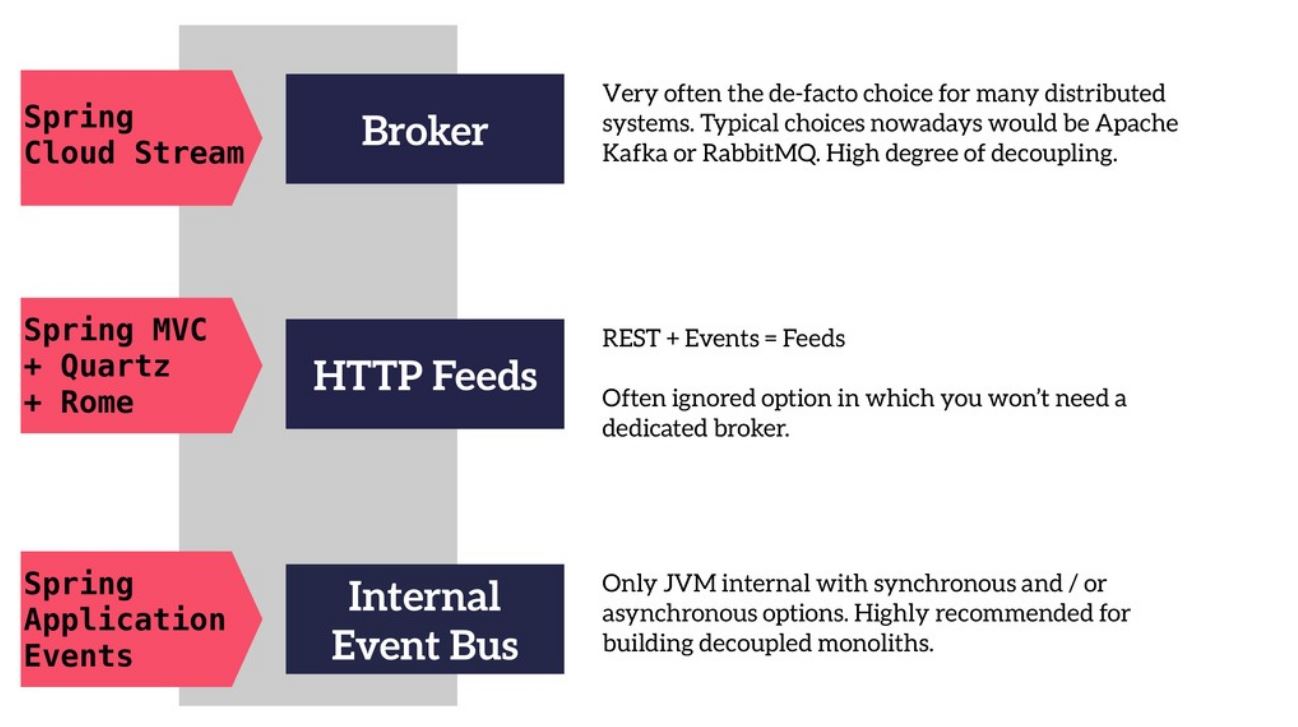 Spring
Cloud Stream
Broker
Very often the de-facto choice for many distributed
systems. Typical choices nowadays would be Apache
Kafka or RabbitMQ. High degree of decoupling.
Spring MVC
+ Quartz
+ Rome
HTTP Feeds
REST + Events = Feeds
Often ignored option in which you won’t need a
dedicated broker.
Spring
Application
Events
Internal
Event Bus
Only JVM internal with synchronous and / or
asynchronous options. Highly recommended for
building decoupled monoliths.